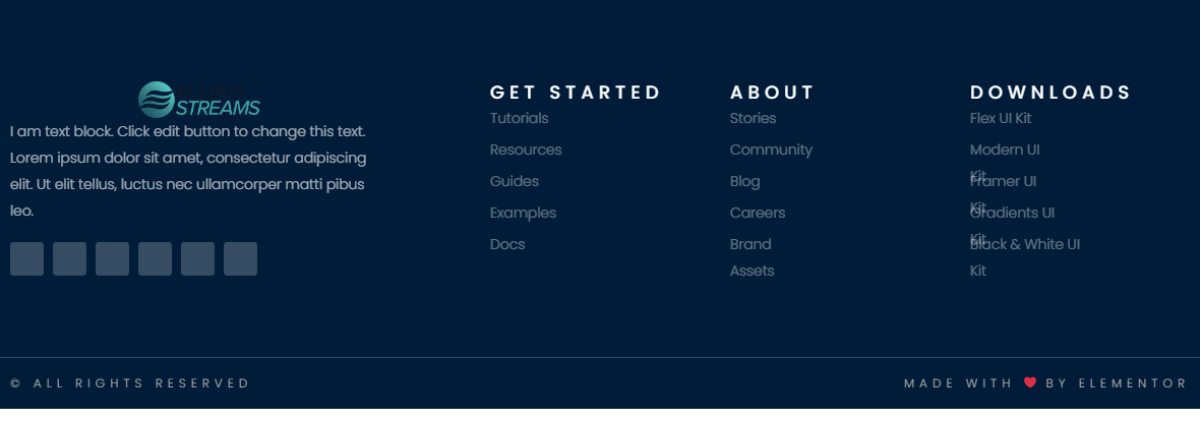 STREAMS
I am text block. Click edit button to change this text.
Lorem ipsum dolor sit amet, consectetur adipiscing
elit. Ut elit tellus, luctus nec ullamcorper matti pibus
leo.
GET STARTED
Tutorials
Resources
Guides
Examples
Docs
ABOUT
Stories
Community
Blog
Careers
Brand
Assets
DOWNLOADS
Flex UI Kit
Modern UI
Kit
Framer UI
Kit
Gradients UI
Kit
Black & White UI
Kit
© ALL RIGHTS RESERVED
MADE WITH ❤ BY ELEMENTOR